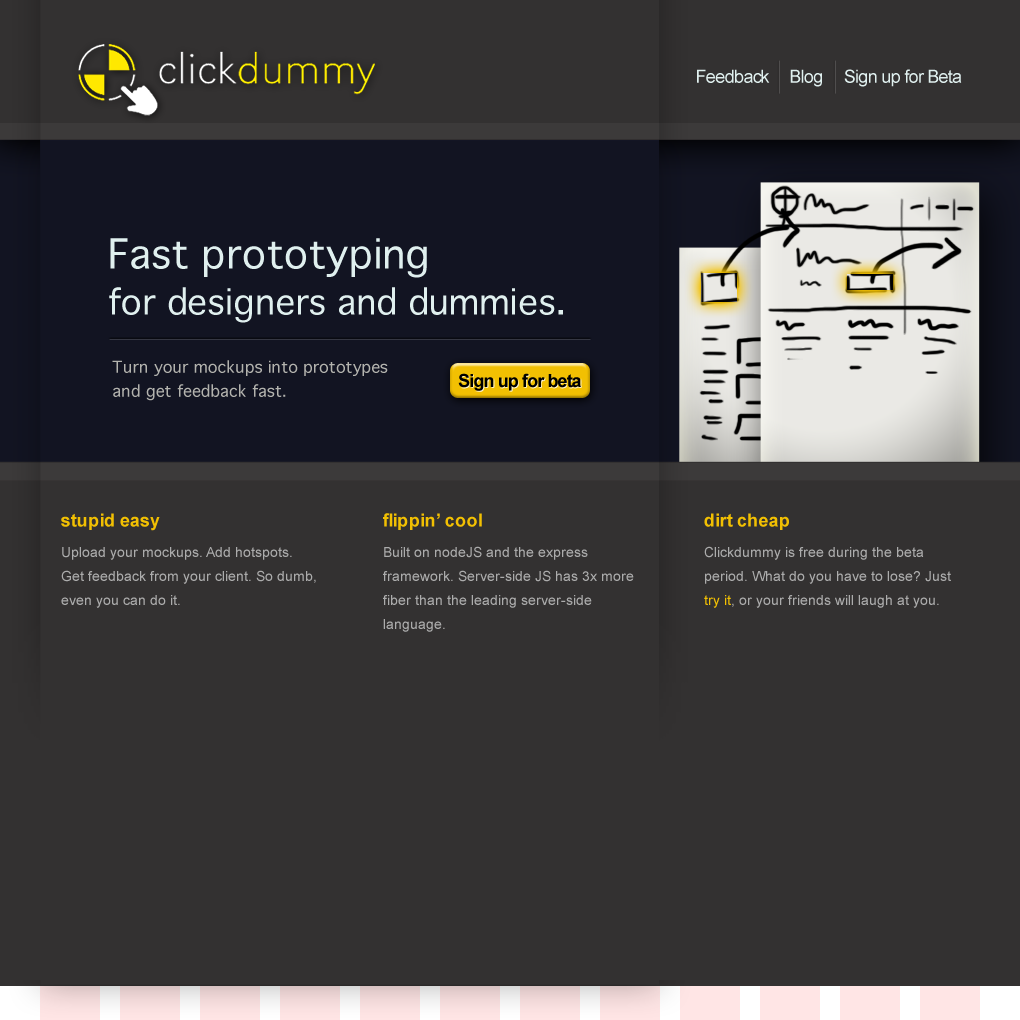 clickdummy
Feedback
Blog
Sign up for Beta
Fast prototyping
for designers and dummies.
Turn your mockups into prototypes
and get feedback fast.
Sign up for beta
stupid easy
Upload your mockups. Add hotspots.
Get feedback from your client. So dumb,
even you can do it.
flippin’ cool
Built on nodeJS and the express
framework. Server-side JS has 3x more
fiber than the leading server-side
language.
dirt cheap
Clickdummy is free during the beta
period. What do you have to lose? Just
try it, or your friends will laugh at you.